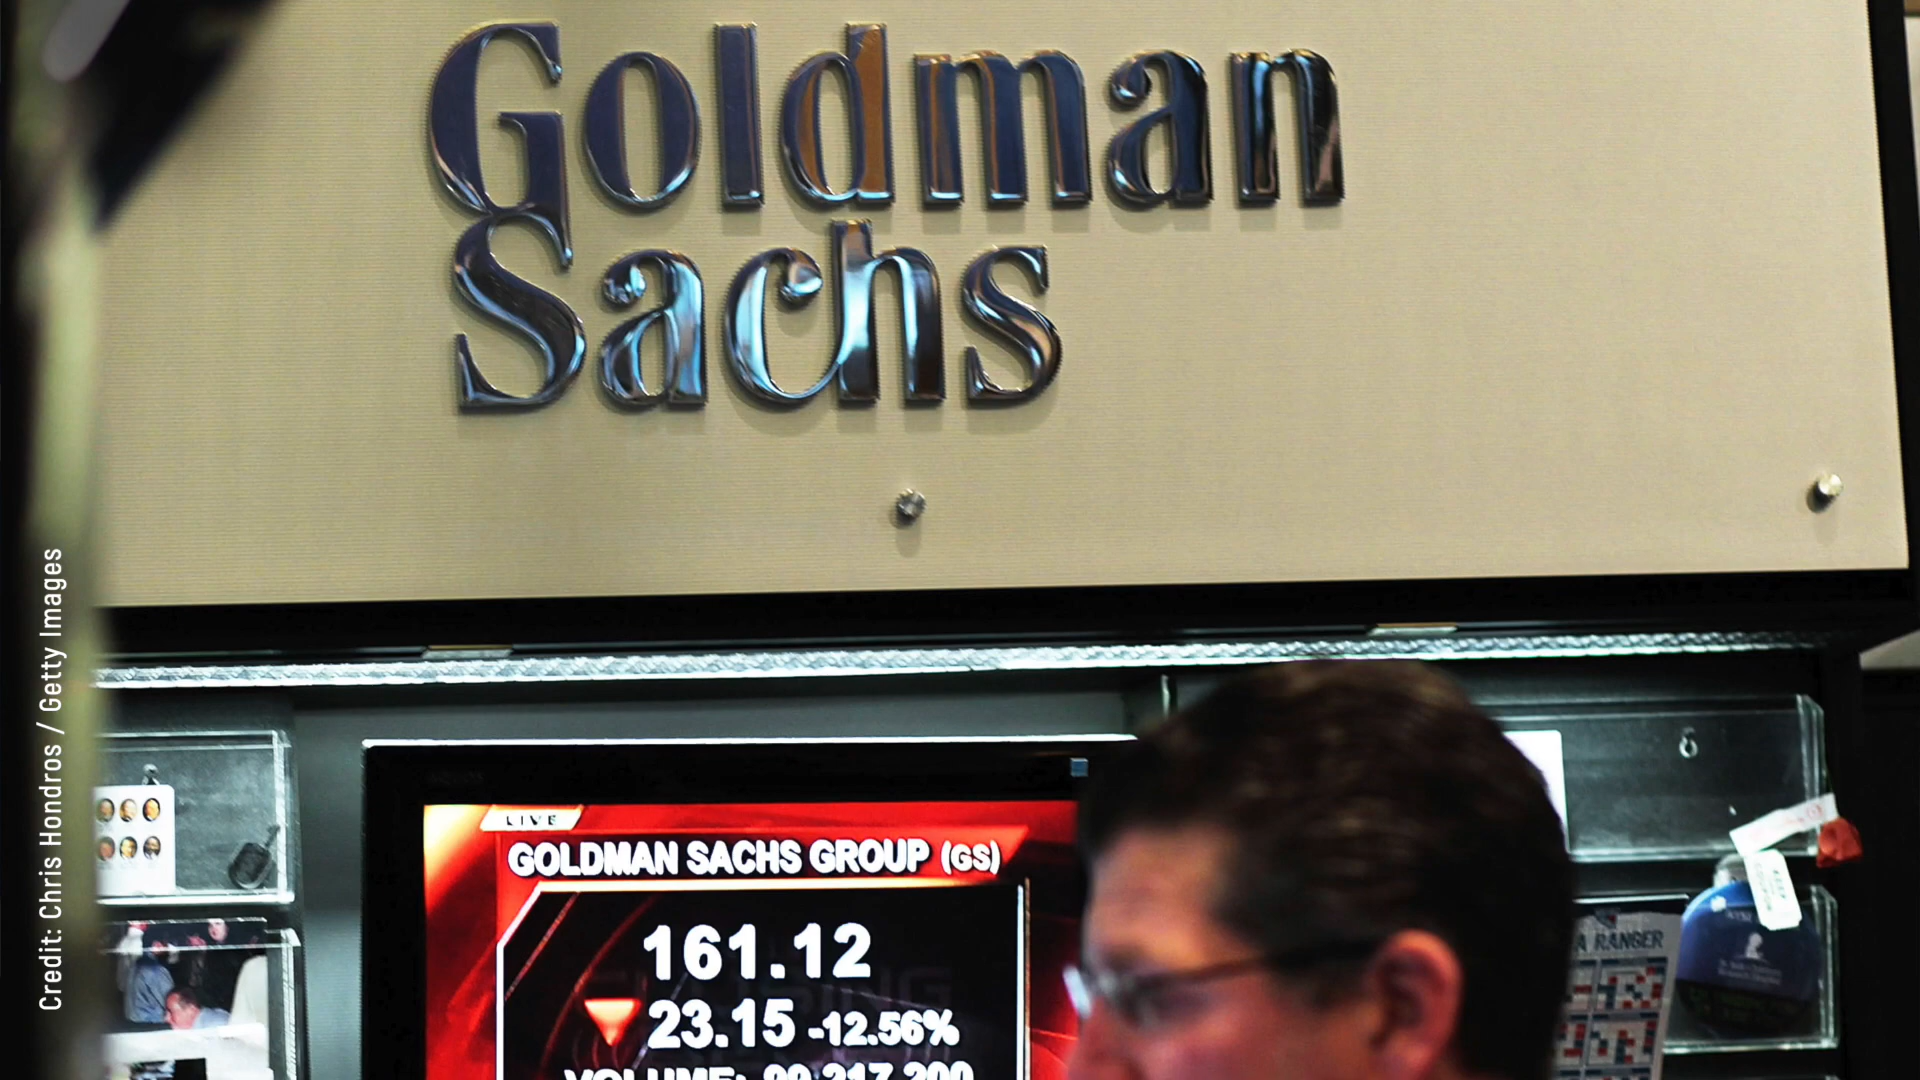 Goldman
Sachs
Credit: Chris Hondros / Getty Images
LIVE
GOLDMAN SACHS GROUP (GS)
161.12
23.15 -12.56%
VOLUME:
A RANGER